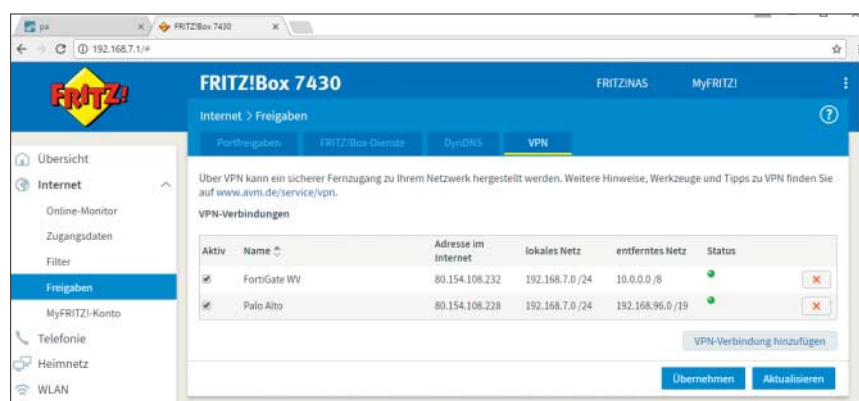 pa
FRITZ!Box 7430
192.168.7.1/#
FRITZ!
FRITZ!Box 7430
FRITZ!NAS
MyFRITZ!
Internet > Freigaben
Portfreigaben
FRITZ!Box-Dienste
DynDNS
VPN
Übersicht
Internet
Online-Monitor
Zugangsdaten
Filter
Freigaben
MyFRITZ!-Konto
Telefonie
Heimnetz
WLAN
Über VPN kann ein sicherer Fernzugang zu Ihrem Netzwerk hergestellt werden. Weitere Hinweise, Werkzeuge und Tipps zu VPN finden Sie
auf www.avm.de/service/vpn.
VPN-Verbindungen
Aktiv Name Adresse im Internet lokales Netz entferntes Netz Status
FortiGate WV 80.154.108.232 192.168.7.0 /24 10.0.0.0 /8
Palo Alto 80.154.108.228 192.168.7.0 /24 192.168.96.0 /19
VPN-Verbindung hinzufügen
Übernehmen
Aktualisieren